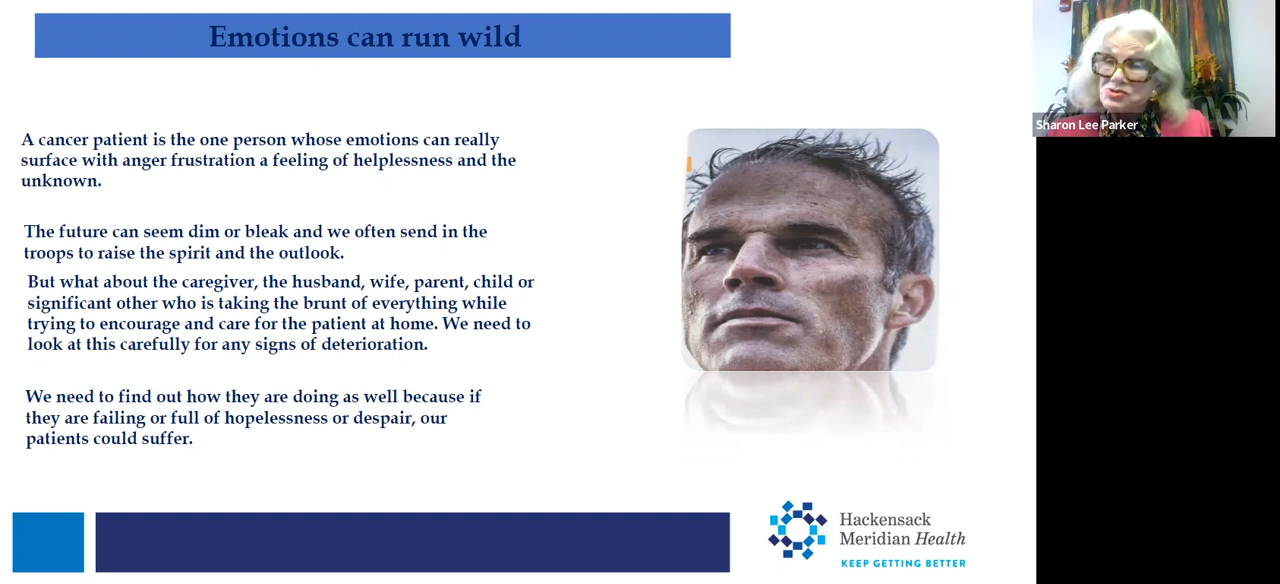 Emotions can run wild
A cancer patient is the one person whose emotions can really
surface with anger frustration a feeling of helplessness and the
unknown.
The future can seem dim or bleak and we often send in the
troops to raise the spirit and the outlook.
But what about the caregiver, the husband, wife, parent, child or
significant other who is taking the brunt of everything while
trying to encourage and care for the patient at home. We need to
look at this carefully for any signs of deterioration.
We need to find out how they are doing as well because if
they are failing or full of hopelessness or despair, our
patients could suffer.
Hackensack
Meridian Health
KEEP GETTING BETTER
Sharon Lee Parker